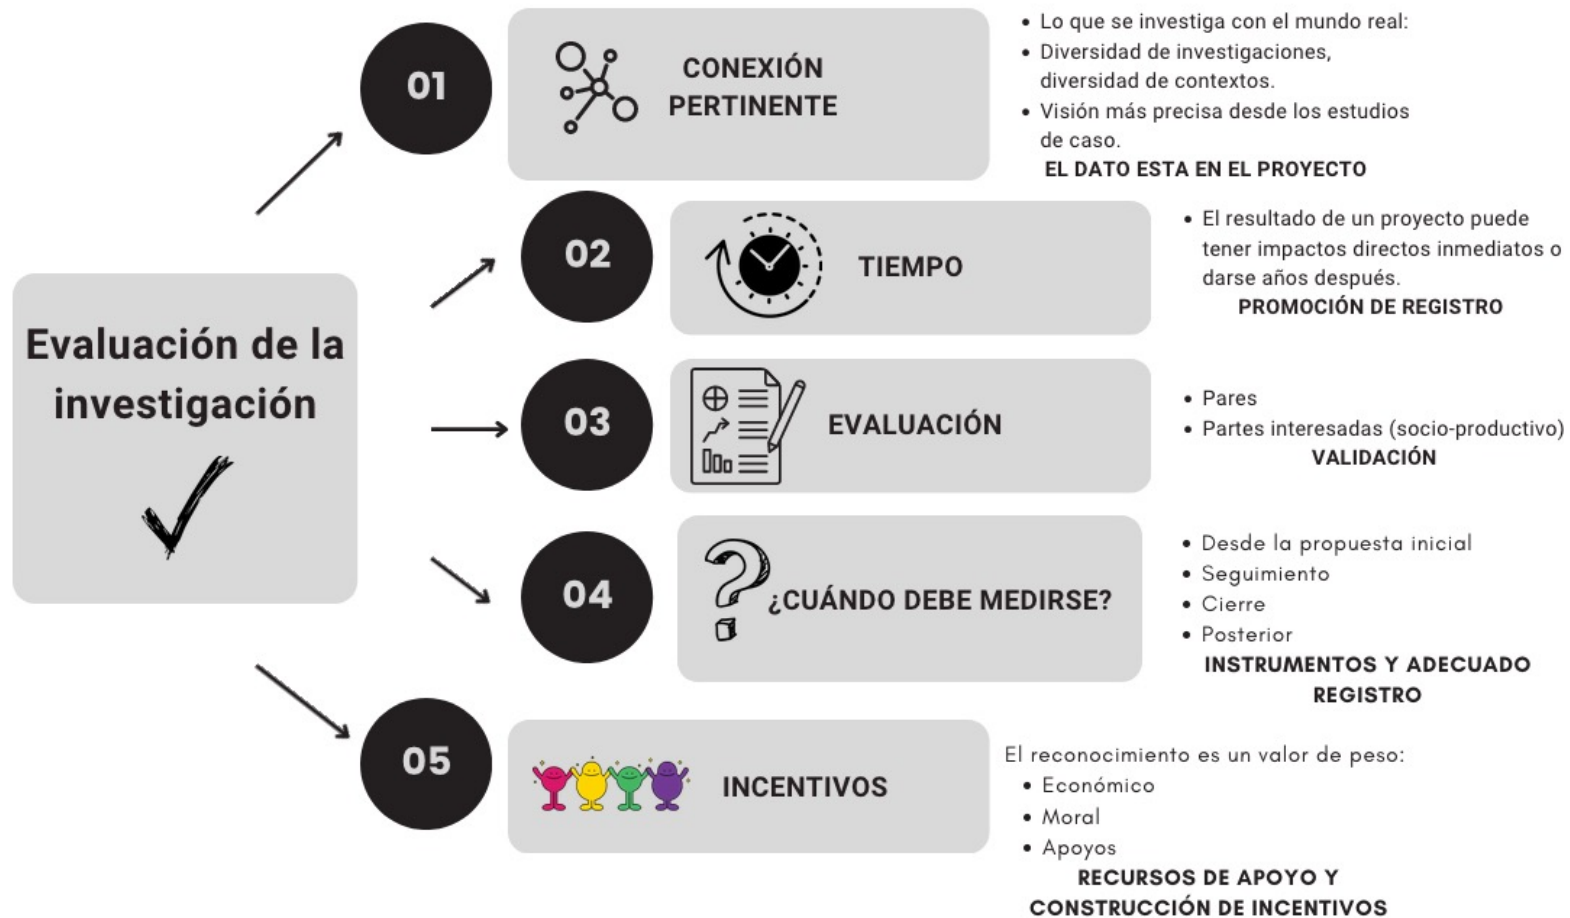 Evaluación de la
investigación
01
CONEXIÓN
PERTINENTE
• Lo que se investiga con el mundo real:
• Diversidad de investigaciones,
diversidad de contextos.
• Visión más precisa desde los estudios
de caso.
EL DATO ESTA EN EL PROYECTO
02
TIEMPO
• El resultado de un proyecto puede
tener impactos directos inmediatos o
darse años después.
PROMOCIÓN DE REGISTRO
03
EVALUACIÓN
• Pares
• Partes interesadas (socio-productivo)
VALIDACIÓN
04
¿CUÁNDO DEBE MEDIRSE?
• Desde la propuesta inicial
• Seguimiento
• Cierre
• Posterior
INSTRUMENTOS Y ADECUADO
REGISTRO
05
INCENTIVOS
El reconocimiento es un valor de peso:
• Económico
• Moral
• Apoyos
RECURSOS DE APOYO Y
CONSTRUCCIÓN DE INCENTIVOS